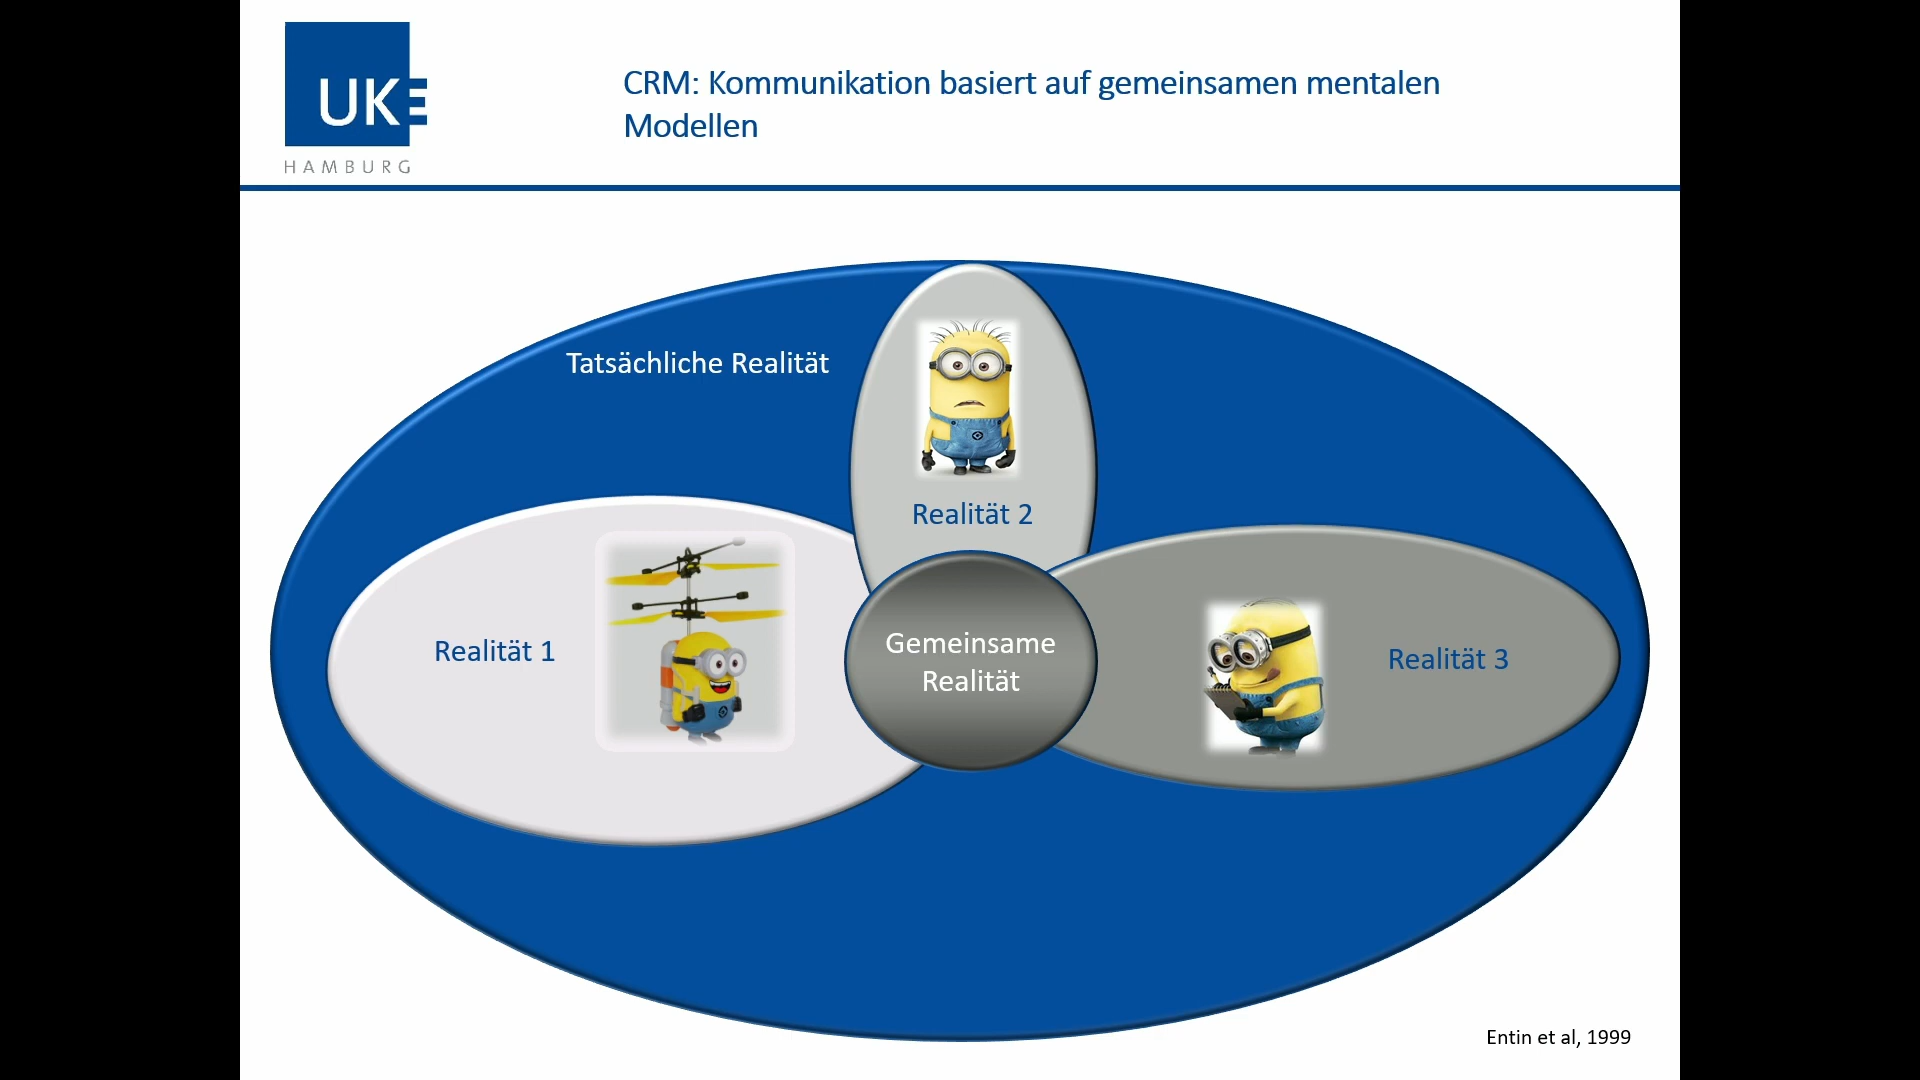 UKE
HAMBURG
CRM: Kommunikation basiert auf gemeinsamen mentalen
Modellen
Tatsächliche Realität
Realität 2
Realität 1
Gemeinsame
Realität
Realität 3
Entin et al, 1999